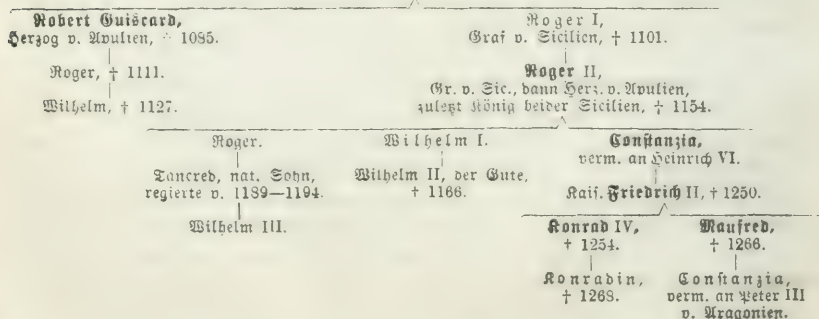 Robert Guiscard,
Herzog v. Apulien, † 1085.
Roger, † 1111.
Wilhelm, † 1127.
Roger I,
Graf v. Sicilien, † 1101.
Roger II,
Gr. v. Sic., dann Herz. v. Apulien,
zuletzt König beider Sicilien, † 1154.
Roger.
Tancred, nat. Sohn,
regierte v. 1189—1194.
Wilhelm III.
Wilhelm I.
Wilhelm II, der Gute,
† 1166.
Constanzia,
verm. an Heinrich VI.
Kais. Friedrich II, † 1250.
Konrad IV,
† 1254.
Konradin,
† 1268.
Manfred,
† 1266.
Constanzia,
verm. an Peter III
v. Aragonien.